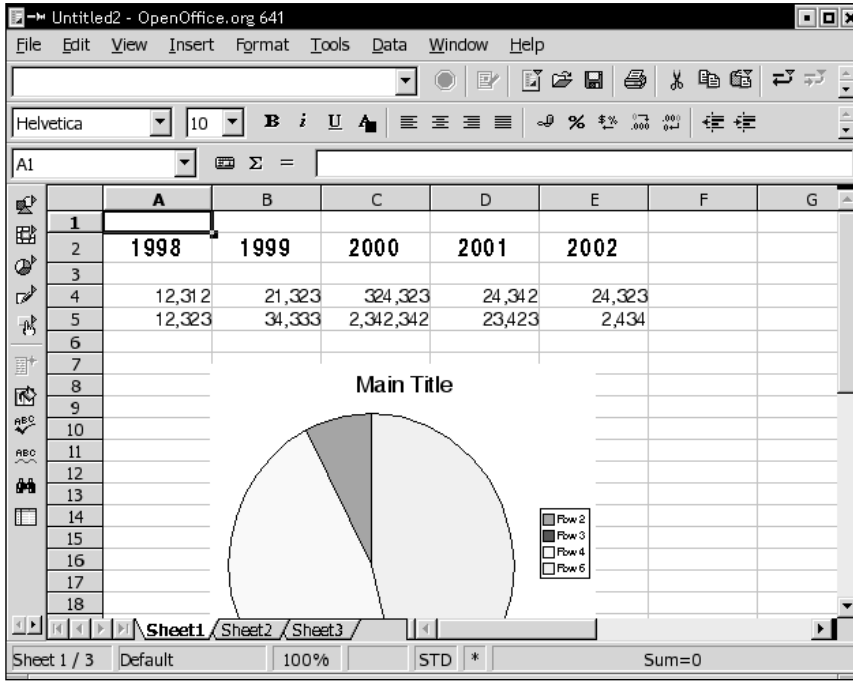 Untitled2 - OpenOffice.org 641
File Edit View Insert Format Tools Data Window Help
Helvetica 10 B i U A % $% .000 .000
A1 Σ =
A B C D E F G
1
2 1998 1999 2000 2001 2002
3
4 12,312 21,323 324,323 24,342 24,323
5 12,323 34,333 2,342,342 23,423 2,434
6
7
8 Main Title
9
ABC 10
ABC 11
12
13
14 Row 2
15 Row 3
16 Row 4
17 Row 6
18
Sheet1 Sheet2 Sheet3
Sheet 1 / 3 Default 100% STD * Sum=0